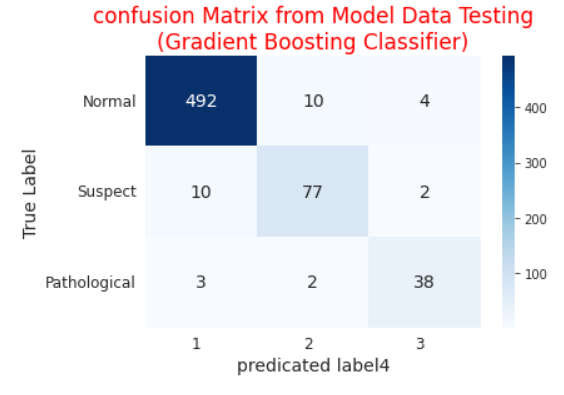 confusion Matrix from Model Data Testing
(Gradient Boosting Classifier)
True Label
Normal 492 10 4
Suspect 10 77 2
Pathological 3 2 38
1 2 3
predicated label4
400
300
200
100